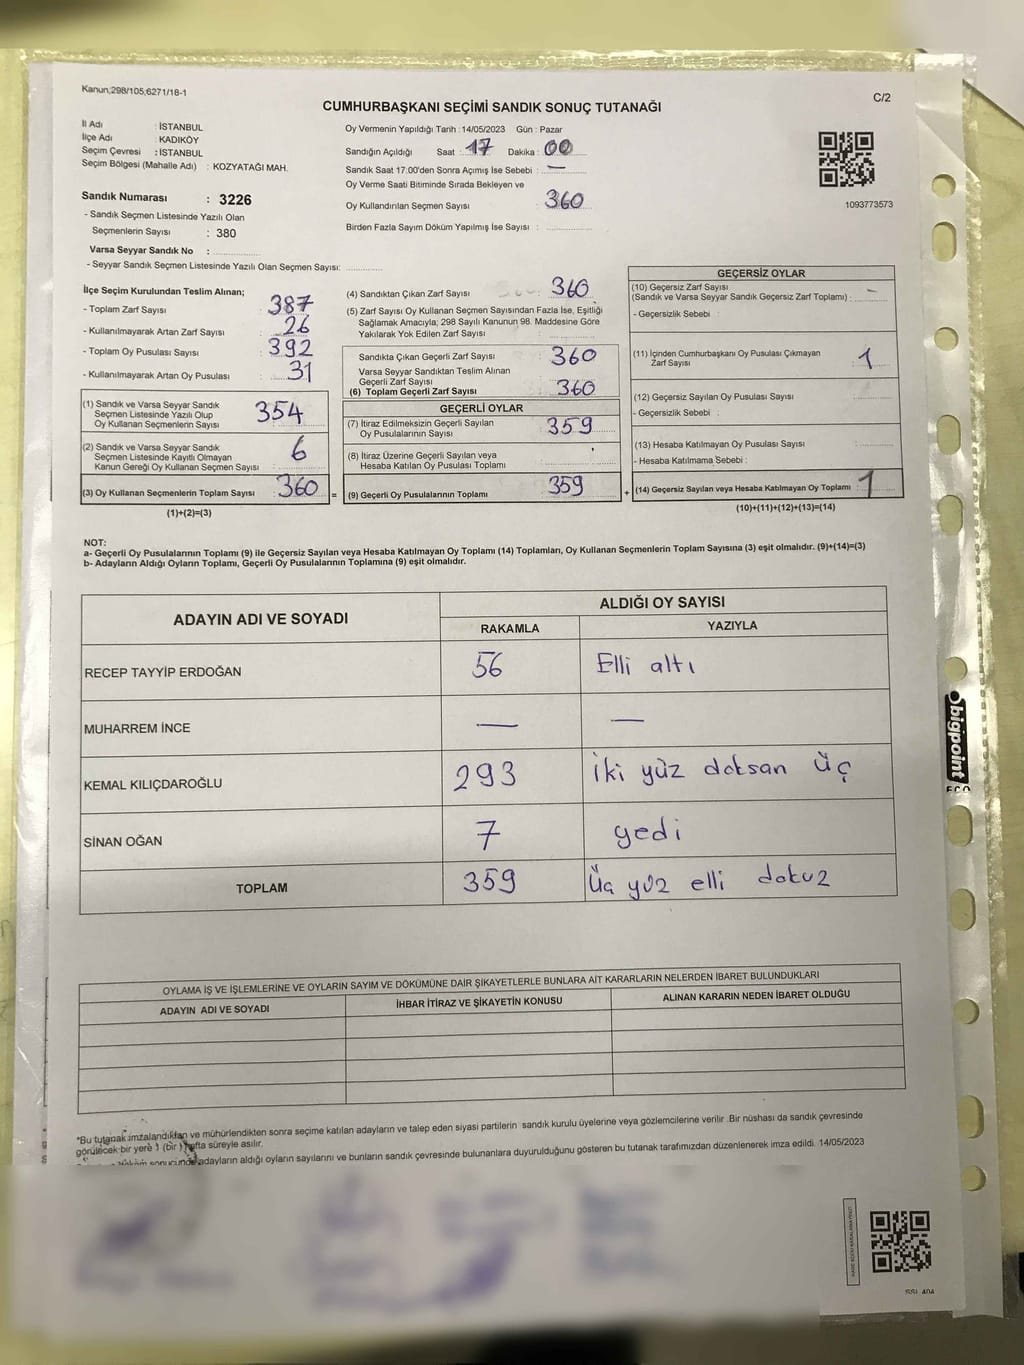 Kanun;298/105,6271/18-1
C/2
CUMHURBAŞKANI SEÇİMİ SANDIK SONUÇ TUTANAĞI
İl Adı : İSTANBUL
İlçe Adı : KADIKÖY
Seçim Çevresi : İSTANBUL
Seçim Bölgesi (Mahalle Adı) : KOZYATAĞI MAH.
Sandık Numarası : 3226
- Sandık Seçmen Listesinde Yazılı Olan
Seçmenlerin Sayısı : 380
Varsa Seyyar Sandık No :
- Seyyar Sandık Seçmen Listesinde Yazılı Olan Seçmen Sayısı:
Oy Vermenin Yapıldığı Tarih : 14/05/2023 Gün : Pazar
Sandığın Açıldığı Saat : 17 Dakika : 00
Sandık Saat 17:00'den Sonra Açımış İse Sebebi : —
Oy Verme Saati Bitiminde Sırada Bekleyen ve
Oy Kullandırılan Seçmen Sayısı : 360
Birden Fazla Sayım Döküm Yapılmış İse Sayısı :
1093773573
İlçe Seçim Kurulundan Teslim Alınan;
- Toplam Zarf Sayısı : 387
- Kullanılmayarak Artan Zarf Sayısı : 26
- Toplam Oy Pusulası Sayısı : 392
- Kullanılmayarak Artan Oy Pusulası : 31
(1) Sandık ve Varsa Seyyar Sandık
Seçmen Listesinde Yazılı Olup
Oy Kullanan Seçmenlerin Sayısı : 354
(2) Sandık ve Varsa Seyyar Sandık
Seçmen Listesinde Kayıtlı Olmayan
Kanun Gereği Oy Kullanan Seçmen Sayısı : 6
(3) Oy Kullanan Seçmenlerin Toplam Sayısı : 360
(1)+(2)=(3)
(4) Sandıktan Çıkan Zarf Sayısı : 360
(5) Zarf Sayısı Oy Kullanan Seçmen Sayısından Fazla İse, Eşitliği
Sağlamak Amacıyla; 298 Sayılı Kanunun 98. Maddesine Göre
Yakılarak Yok Edilen Zarf Sayısı :
Sandıkta Çıkan Geçerli Zarf Sayısı : 360
Varsa Seyyar Sandıktan Teslim Alınan
Geçerli Zarf Sayısı :
(6) Toplam Geçerli Zarf Sayısı : 360
GEÇERLİ OYLAR
(7) İtiraz Edilmeksizin Geçerli Sayılan
Oy Pusulalarının Sayısı : 359
(8) İtiraz Üzerine Geçerli Sayılan veya
Hesaba Katılan Oy Pusulası Toplamı
= (9) Geçerli Oy Pusulalarının Toplamı 359
GEÇERSİZ OYLAR
(10) Geçersiz Zarf Sayısı
(Sandık ve Varsa Seyyar Sandık Geçersiz Zarf Toplamı) : —
- Geçersizlik Sebebi :
(11) İçinden Cumhurbaşkanı Oy Pusulası Çıkmayan
Zarf Sayısı : 1
(12) Geçersiz Sayılan Oy Pusulası Sayısı
- Geçersizlik Sebebi :
(13) Hesaba Katılmayan Oy Pusulası Sayısı
- Hesaba Katılmama Sebebi :
+ (14) Geçersiz Sayılan veya Hesaba Katılmayan Oy Toplamı : 1
(10)+(11)+(12)+(13)=(14)
NOT:
a- Geçerli Oy Pusulalarının Toplamı (9) ile Geçersiz Sayılan veya Hesaba Katılmayan Oy Toplamı (14) Toplamları, Oy Kullanan Seçmenlerin Toplam Sayısına (3) eşit olmalıdır. (9)+(14)=(3)
b- Adayların Aldığı Oyların Toplamı, Geçerli Oy Pusulalarının Toplamına (9) eşit olmalıdır.
ADAYIN ADI VE SOYADI ALDIĞI OY SAYISI
RAKAMLA YAZIYLA
RECEP TAYYİP ERDOĞAN 56 Elli altı
MUHARREM İNCE — —
KEMAL KILIÇDAROĞLU 293 iki yüz doksan üç
SİNAN OĞAN 7 yedi
TOPLAM 359 Üç yüz elli dokuz
OYLAMA İŞ VE İŞLEMLERİNE VE OYLARIN SAYIM VE DÖKÜMÜNE DAİR ŞİKAYETLERLE BUNLARA AİT KARARLARIN NELERDEN İBARET BULUNDUKLARI
ADAYIN ADI VE SOYADI İHBAR İTİRAZ VE ŞİKAYETİN KONUSU ALINAN KARARIN NEDEN İBARET OLDUĞU
*Bu tutanak imzalandıktan ve mühürlendikten sonra seçime katılan adayların ve talep eden siyasi partilerin sandık kurulu üyelerine veya gözlemcilerine verilir .Bir nüshası da sandık çevresinde
görülecek bir yere 1 (bir ) hafta süreyle asılır.
sonucunda adayların aldığı oyların sayılarını ve bunların sandık çevresinde bulunanlara duyurulduğunu gösteren bu tutanak tarafımızdan düzenlenerek imza edildi. 14/05/2023
bigpoint